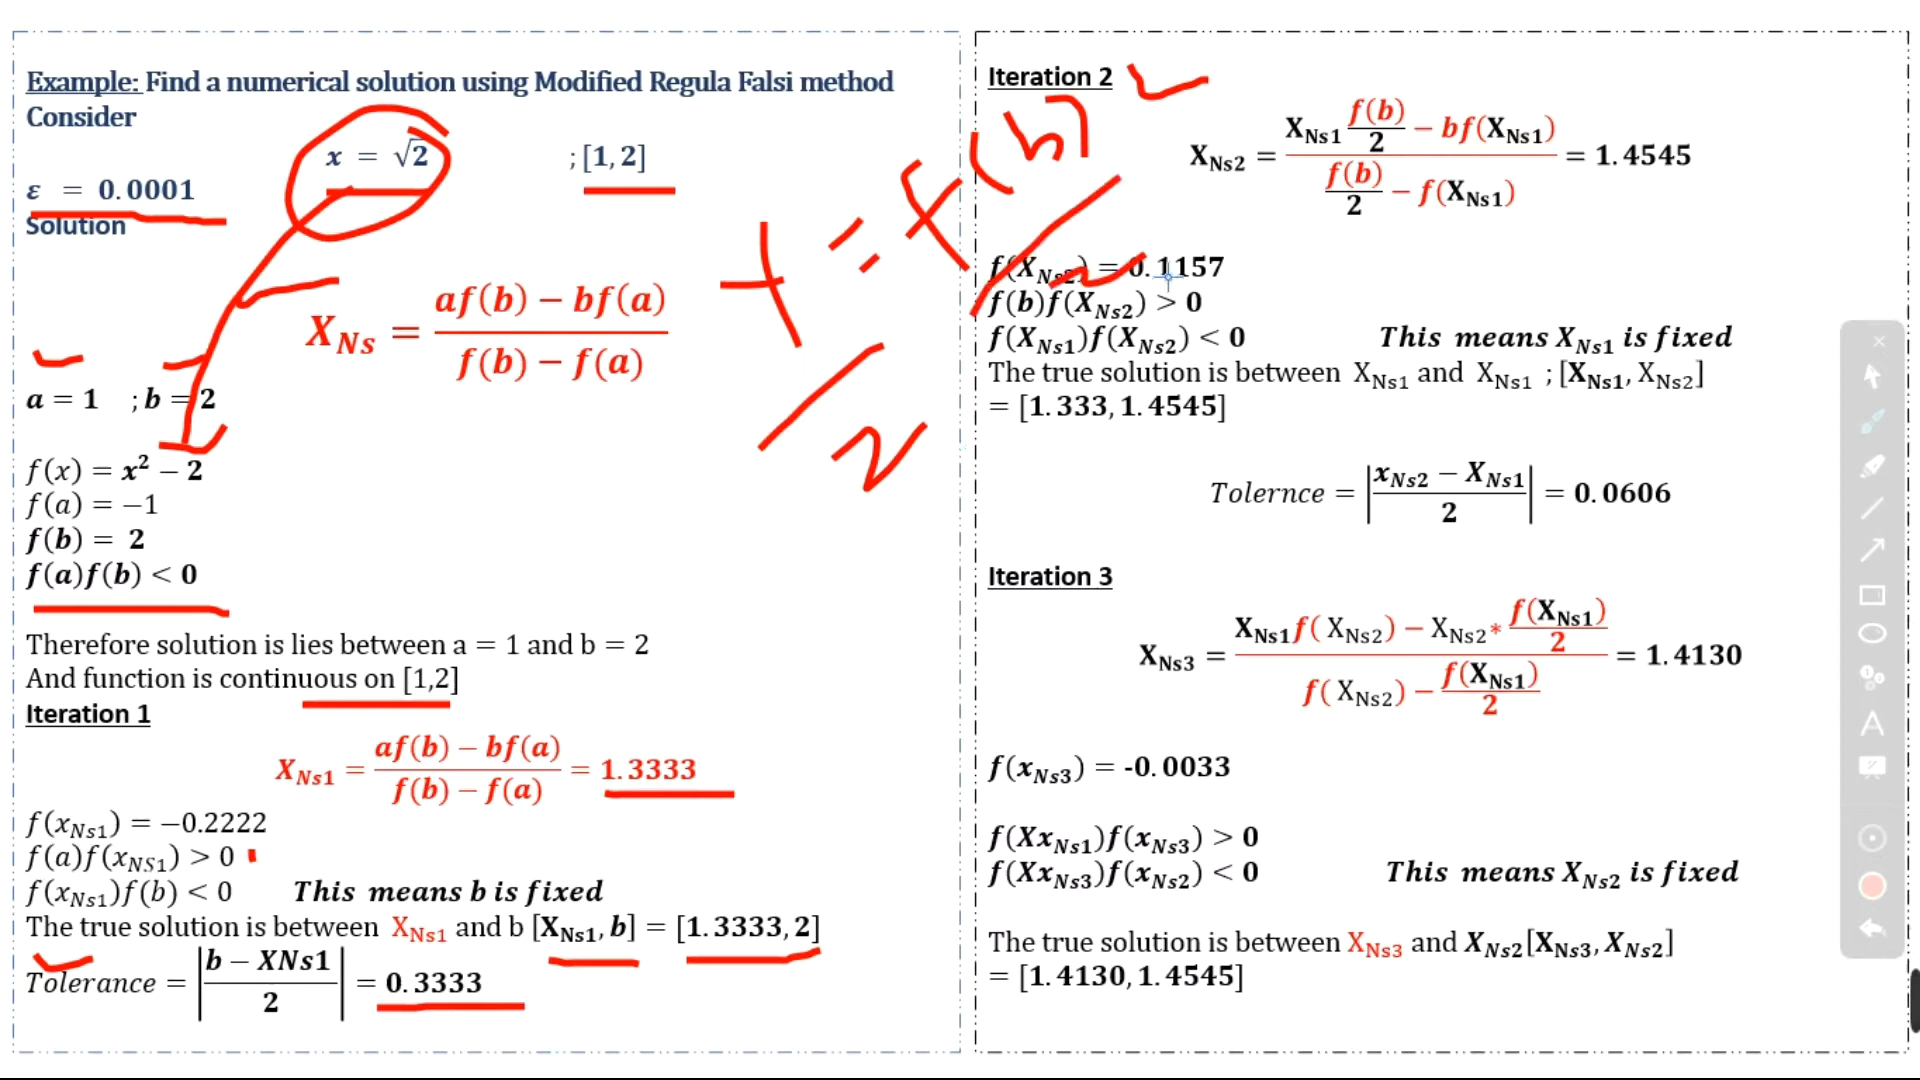 Example: Find a numerical solution using Modified Regula Falsi method
Consider
x = √2 ; [1, 2]
ε = 0.0001
Solution
X_Ns = (af(b) − bf(a)) / (f(b) − f(a))
a = 1 ; b = 2
f(x) = x² − 2
f(a) = −1
f(b) = 2
f(a)f(b) < 0
Therefore solution is lies between a = 1 and b = 2
And function is continuous on [1,2]
Iteration 1
X_Ns1 = (af(b) − bf(a)) / (f(b) − f(a)) = 1.3333
f(x_Ns1) = −0.2222
f(a)f(x_NS1) > 0
f(x_Ns1)f(b) < 0 This means b is fixed
The true solution is between X_Ns1 and b [X_Ns1, b] = [1.3333, 2]
Tolerance = |(b − XNs1) / 2| = 0.3333
= f(b)
/ 2
Iteration 2
X_Ns2 = (X_Ns1 f(b)/2 − bf(X_Ns1)) / (f(b)/2 − f(X_Ns1)) = 1.4545
f(X_Ns2) = 0.1157
f(b)f(X_Ns2) > 0
f(X_Ns1)f(X_Ns2) < 0 This means X_Ns1 is fixed
The true solution is between X_Ns1 and X_Ns1 ; [X_Ns1, X_Ns2]
= [1.333, 1.4545]
Tolernce = |(x_Ns2 − X_Ns1) / 2| = 0.0606
Iteration 3
X_Ns3 = (X_Ns1 f( X_Ns2) − X_Ns2 * f(X_Ns1)/2) / (f( X_Ns2) − f(X_Ns1)/2) = 1.4130
f(x_Ns3) = -0.0033
f(Xx_Ns1)f(x_Ns3) > 0
f(Xx_Ns3)f(x_Ns2) < 0 This means X_Ns2 is fixed
The true solution is between X_Ns3 and X_Ns2 [X_Ns3, X_Ns2]
= [1.4130, 1.4545]